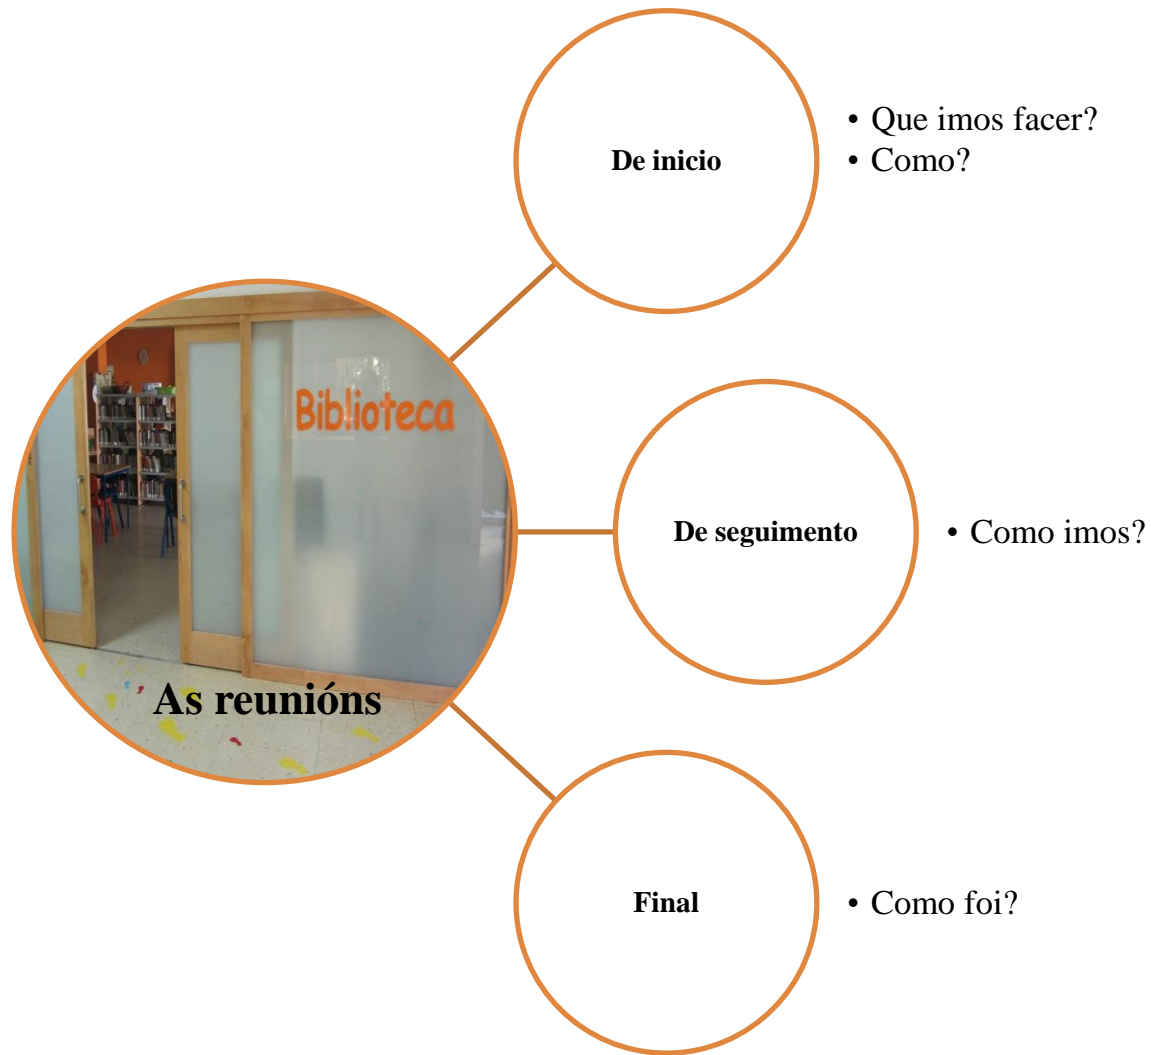 De inicio
• Que imos facer?
• Como?
Biblioteca
As reunións
De seguimento
• Como imos?
Final
• Como foi?